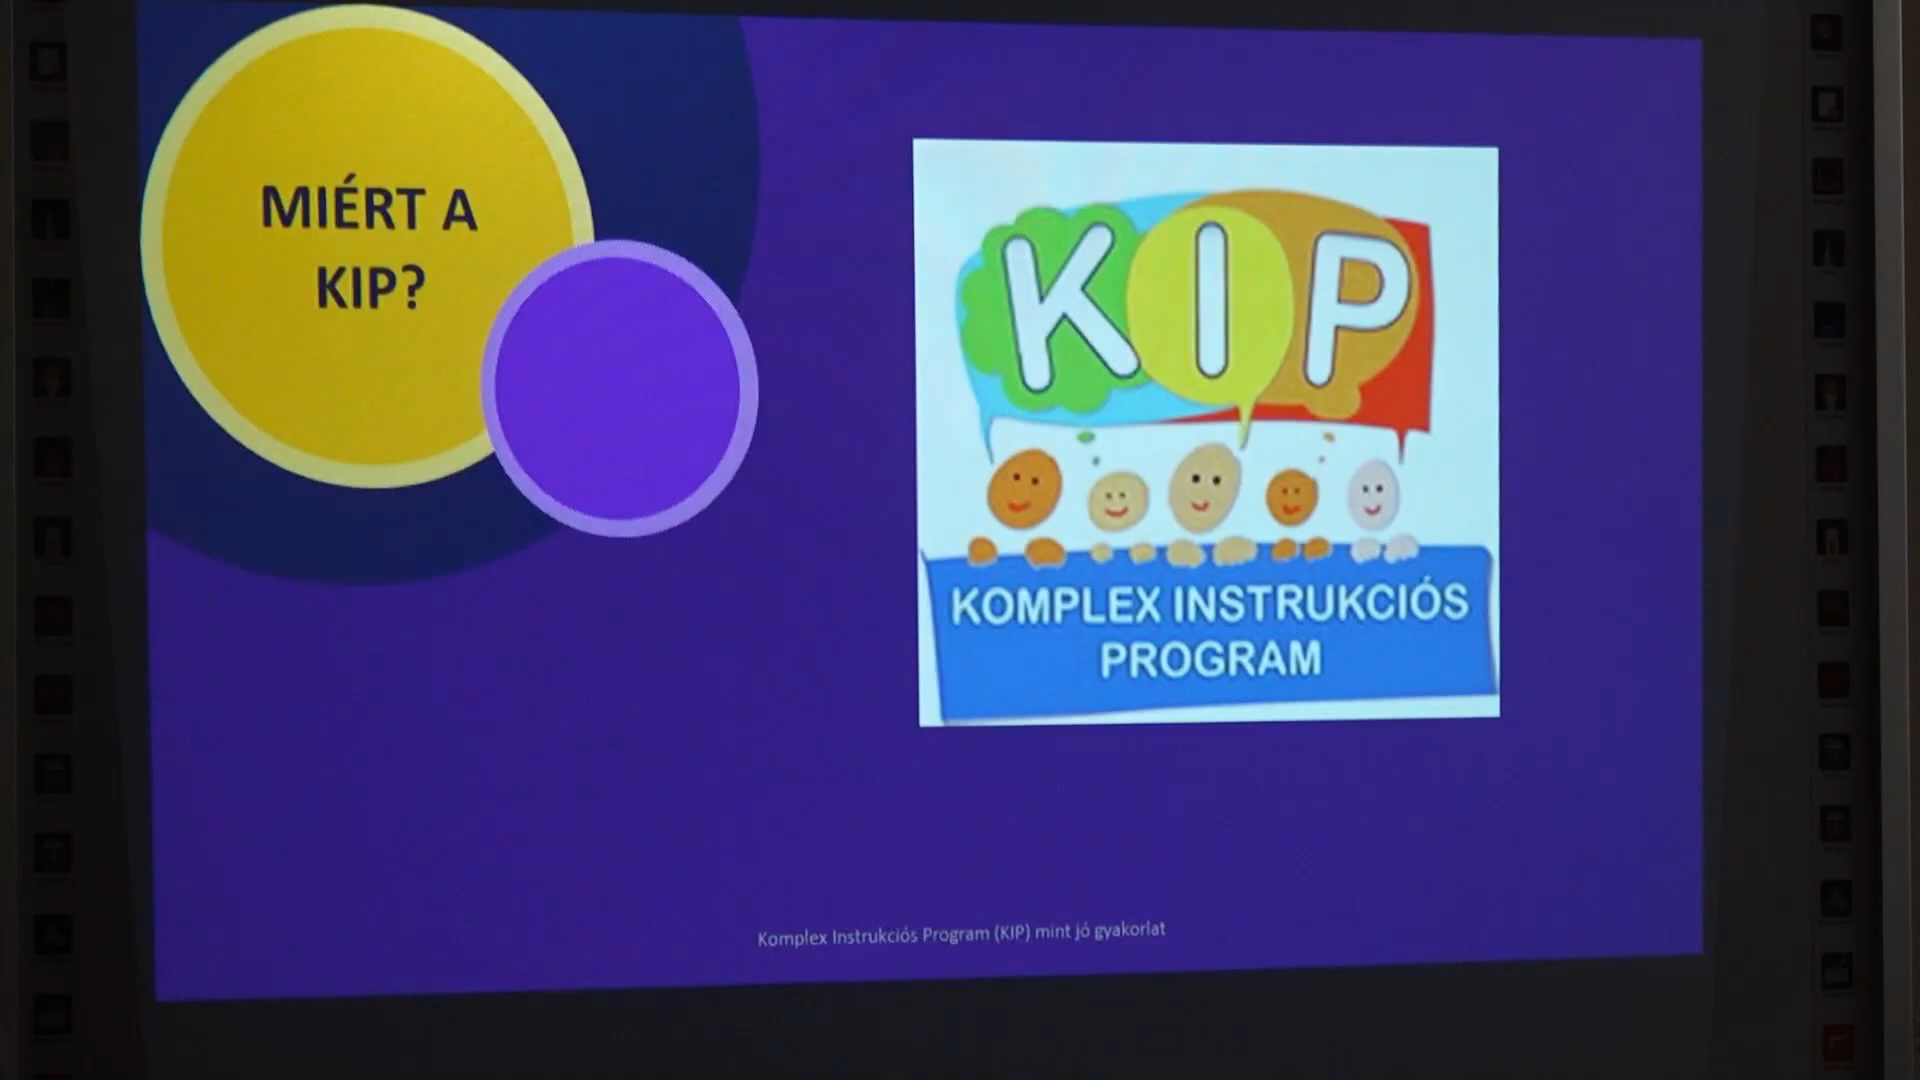 MIÉRT A
KIP?
KIP
KOMPLEX INSTRUKCIÓS
PROGRAM
Komplex Instrukciós Program (KIP) mint jó gyakorlat